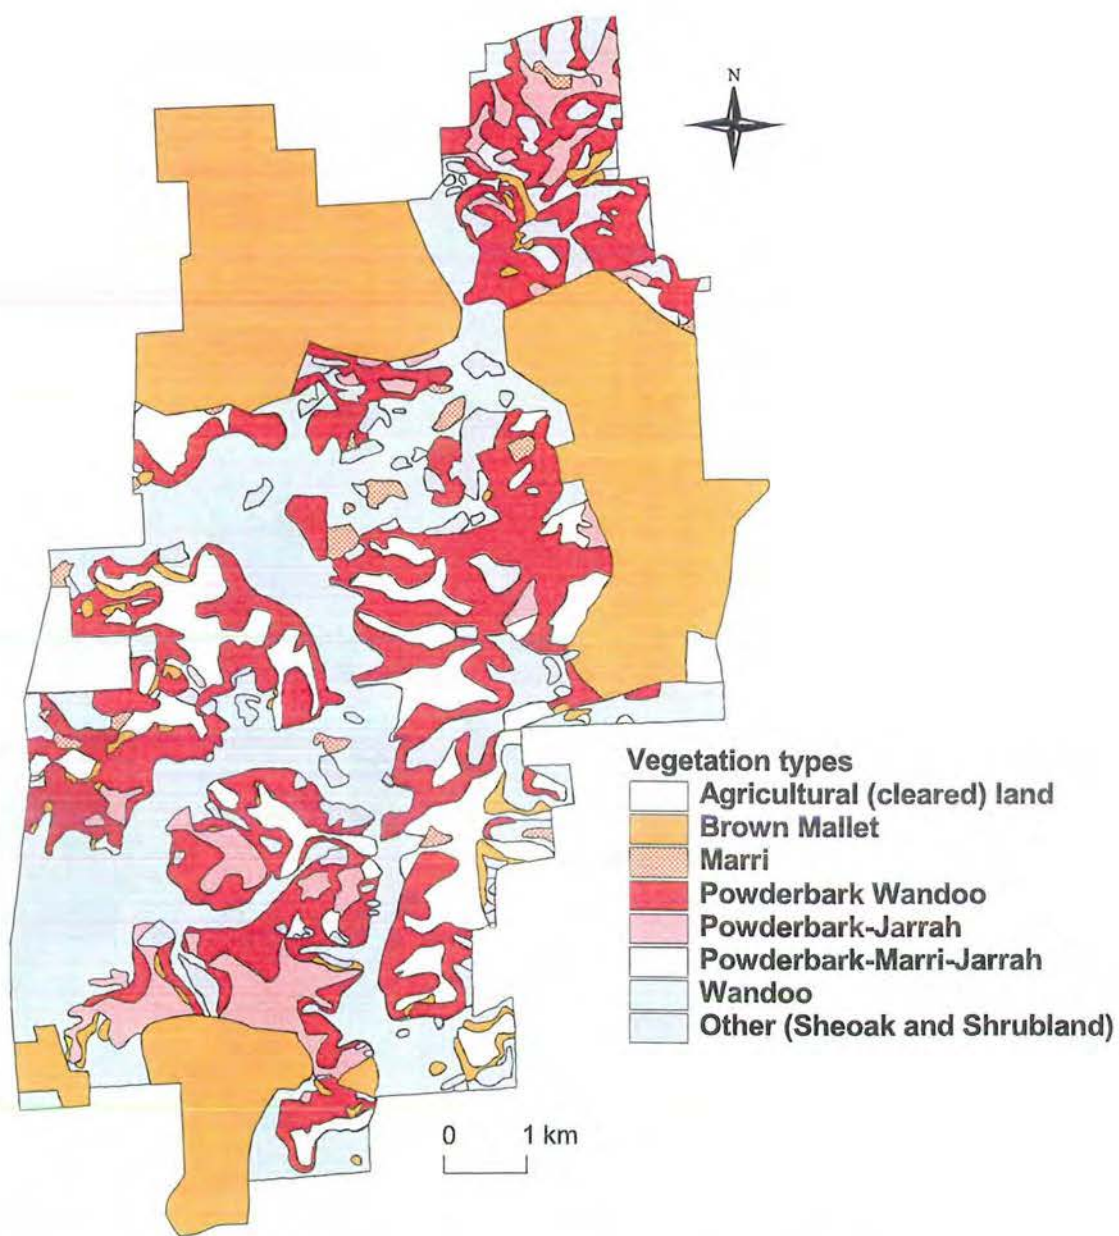 N
Vegetation types
Agricultural (cleared) land
Brown Mallet
Marri
Powderbark Wandoo
Powderbark-Jarrah
Powderbark-Marri-Jarrah
Wandoo
Other (Sheoak and Shrubland)
0 1 km